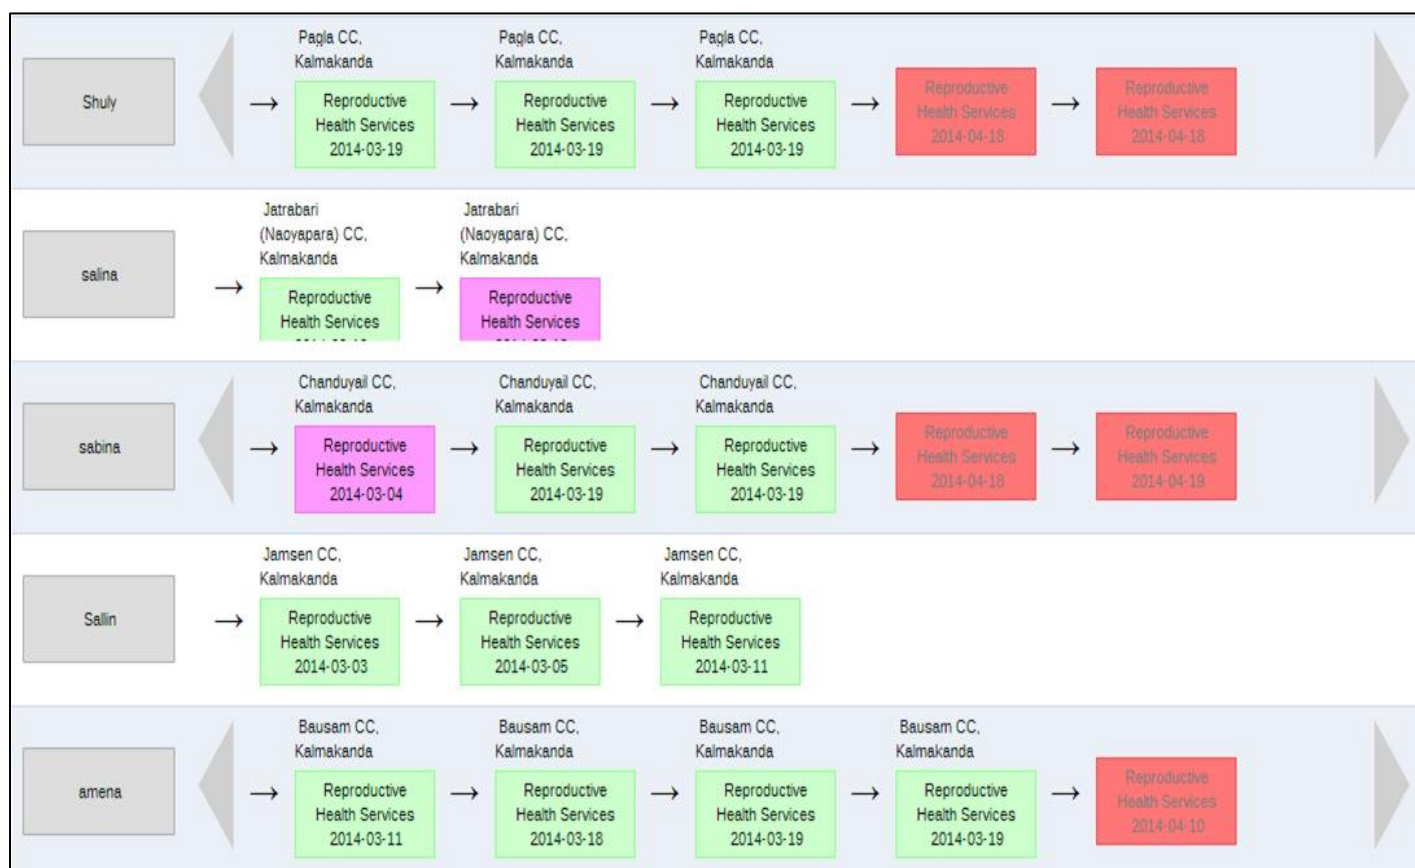 Shuly
Pagla CC,
Kalmakanda
Reproductive
Health Services
2014-03-19
Pagla CC,
Kalmakanda
Reproductive
Health Services
2014-03-19
Pagla CC,
Kalmakanda
Reproductive
Health Services
2014-03-19
Reproductive
Health Services
2014-04-18
Reproductive
Health Services
2014-04-18
salina
Jatrabari
(Naoyapara) CC,
Kalmakanda
Reproductive
Health Services
Jatrabari
(Naoyapara) CC,
Kalmakanda
Reproductive
Health Services
sabina
Chanduyail CC,
Kalmakanda
Reproductive
Health Services
2014-03-04
Chanduyail CC,
Kalmakanda
Reproductive
Health Services
2014-03-19
Chanduyail CC,
Kalmakanda
Reproductive
Health Services
2014-03-19
Reproductive
Health Services
2014-04-18
Reproductive
Health Services
2014-04-19
Sallin
Jamsen CC,
Kalmakanda
Reproductive
Health Services
2014-03-03
Jamsen CC,
Kalmakanda
Reproductive
Health Services
2014-03-05
Jamsen CC,
Kalmakanda
Reproductive
Health Services
2014-03-11
amena
Bausam CC,
Kalmakanda
Reproductive
Health Services
2014-03-11
Bausam CC,
Kalmakanda
Reproductive
Health Services
2014-03-18
Bausam CC,
Kalmakanda
Reproductive
Health Services
2014-03-19
Bausam CC,
Kalmakanda
Reproductive
Health Services
2014-03-19
Reproductive
Health Services
2014-04-10